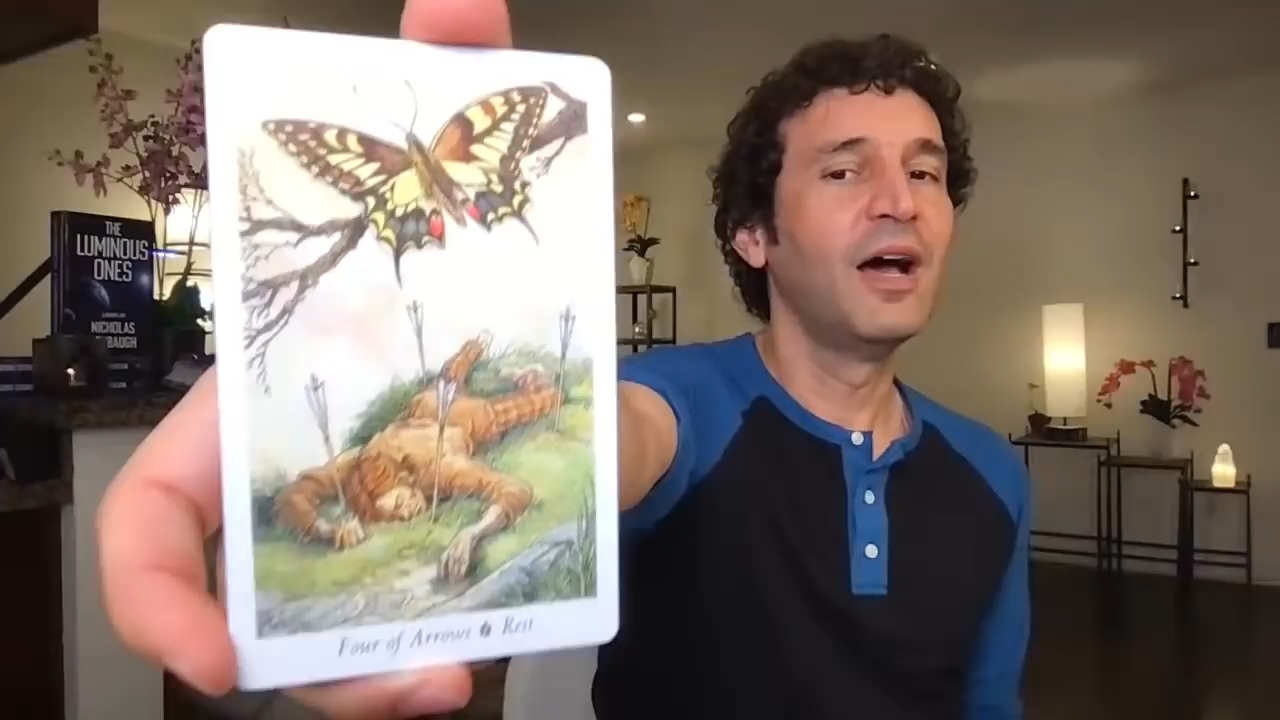 THE
LUMINOUS
ONES
NICHOLAS
Four of Arrows Rest